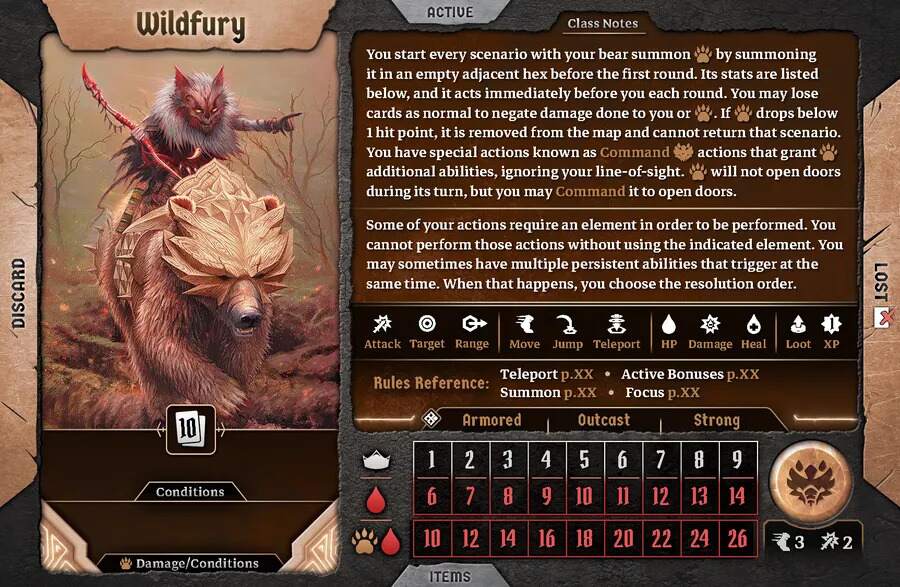 Wildfury
ACTIVE
Class Notes
You start every scenario with your bear summon by summoning
it in an empty adjacent hex before the first round. Its stats are listed
below, and it acts immediately before you each round. You may lose
cards as normal to negate damage done to you or . If drops below
1 hit point, it is removed from the map and cannot return that scenario.
You have special actions known as Command actions that grant
additional abilities, ignoring your line-of-sight. will not open doors
during its turn, but you may Command it to open doors.
Some of your actions require an element in order to be performed. You
cannot perform those actions without using the indicated element. You
may sometimes have multiple persistent abilities that trigger at the
same time. When that happens, you choose the resolution order.
Attack Target Range Move Jump Teleport HP Damage Heal Loot XP
Rules Reference:
Teleport p.XX • Active Bonuses p.XX
Summon p.XX • Focus p.XX
Armored Outcast Strong
DISCARD
LOST
10
Conditions
Damage/Conditions
1 2 3 4 5 6 7 8 9
6 7 8 9 10 11 12 13 14
10 12 14 16 18 20 22 24 26
3 2
ITEMS